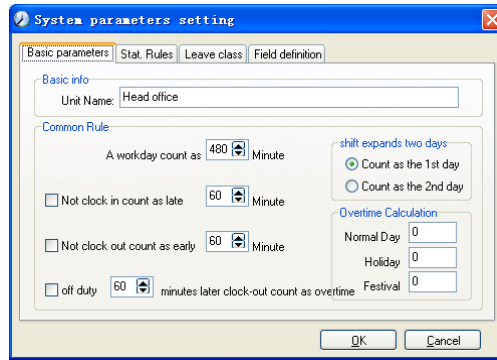 System parameters setting
Basic parameters Stat. Rules Leave class Field definition
Basic info
Unit Name: Head office
Common Rule
A workday count as 480 Minute
Not clock in count as late 60 Minute
Not clock out count as early 60 Minute
off duty 60 minutes later clock-out count as overtime
shift expands two days
Count as the 1st day
Count as the 2nd day
Overtime Calculation
Normal Day 0
Holiday 0
Festival 0
OK Cancel